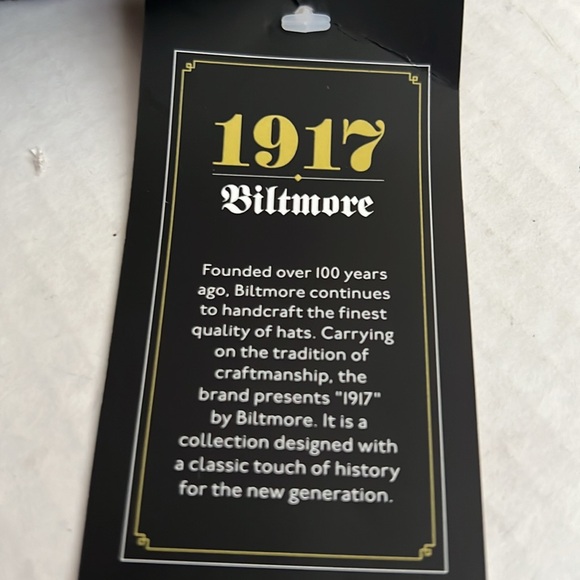 1917
Biltmore
Founded over 100 years
ago, Biltmore continues
to handcraft the finest
quality of hats. Carrying
on the tradition of
craftmanship, the
brand presents "1917"
by Biltmore. It is a
collection designed with
a classic touch of history
for the new generation.